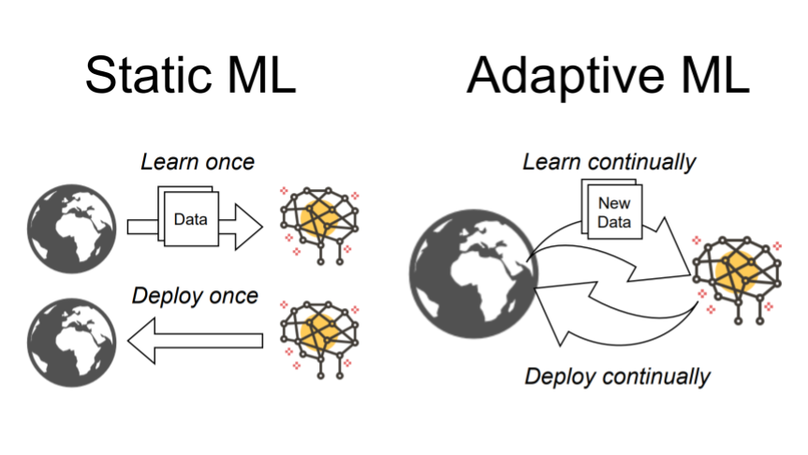 Static ML
Learn once
Data
Deploy once
Adaptive ML
Learn continually
New
Data
Deploy continually